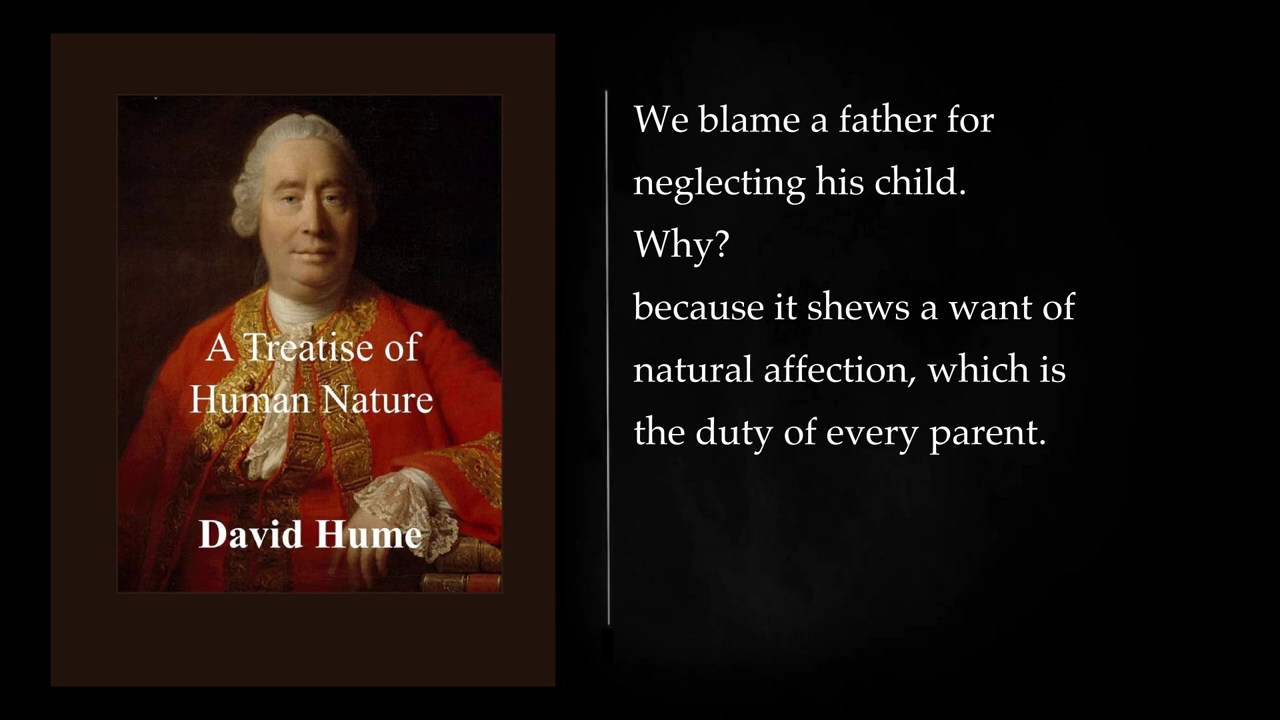 A Treatise of
Human Nature
David Hume
We blame a father for
neglecting his child.
Why?
because it shews a want of
natural affection, which is
the duty of every parent.